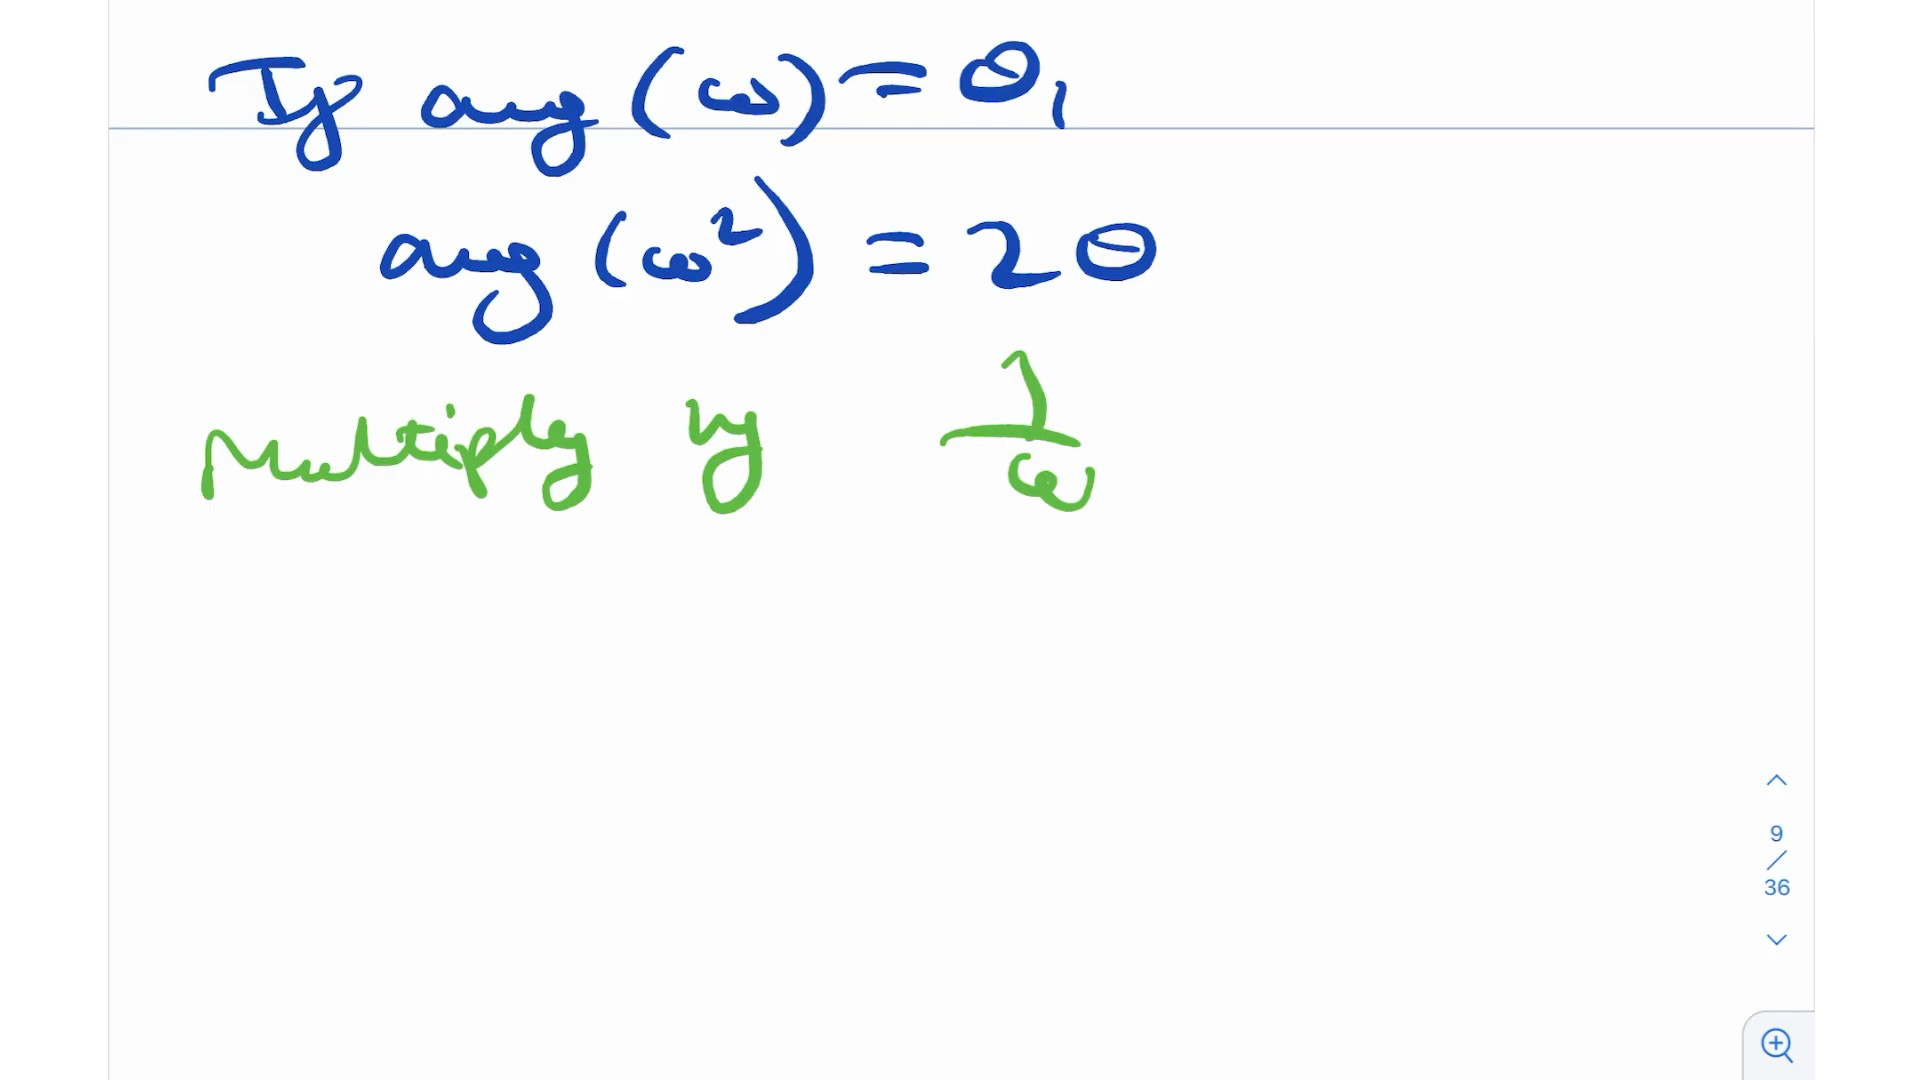 If arg (ω) = θ,
arg (ω²) = 2θ
Multiply by 1/ω
9
/
36